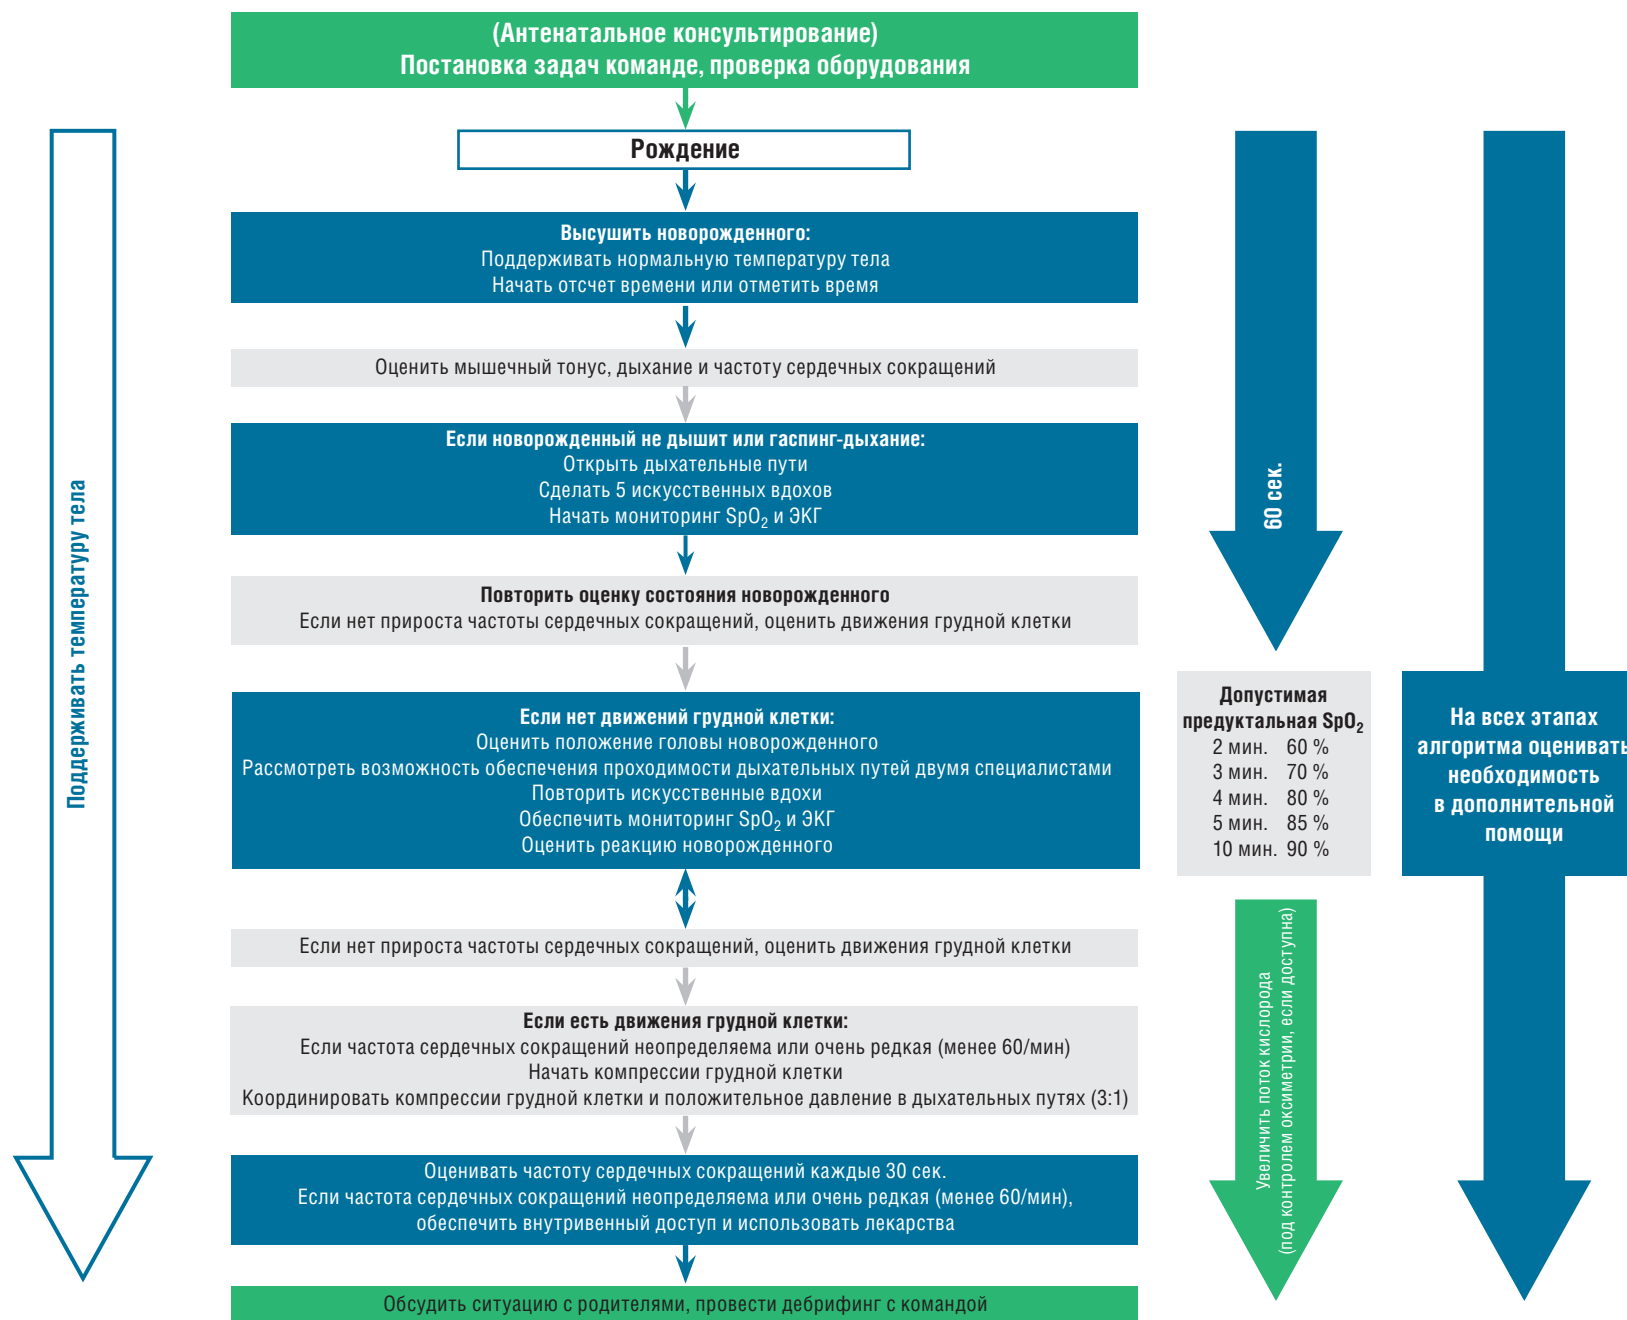 (Антенатальное консультирование)
Постановка задач команде, проверка оборудования
Рождение
Высушить новорожденного:
Поддерживать нормальную температуру тела
Начать отсчет времени или отметить время
Оценить мышечный тонус, дыхание и частоту сердечных сокращений
Если новорожденный не дышит или гаспинг-дыхание:
Открыть дыхательные пути
Сделать 5 искусственных вдохов
Начать мониторинг SpO₂ и ЭКГ
Повторить оценку состояния новорожденного
Если нет прироста частоты сердечных сокращений, оценить движения грудной клетки
Если нет движений грудной клетки:
Оценить положение головы новорожденного
Рассмотреть возможность обеспечения проходимости дыхательных путей двумя специалистами
Повторить искусственные вдохи
Обеспечить мониторинг SpO₂ и ЭКГ
Оценить реакцию новорожденного
Если нет прироста частоты сердечных сокращений, оценить движения грудной клетки
Если есть движения грудной клетки:
Если частота сердечных сокращений неопределяема или очень редкая (менее 60/мин)
Начать компрессии грудной клетки
Координировать компрессии грудной клетки и положительное давление в дыхательных путях (3:1)
Оценивать частоту сердечных сокращений каждые 30 сек.
Если частота сердечных сокращений неопределяема или очень редкая (менее 60/мин),
обеспечить внутривенный доступ и использовать лекарства
Обсудить ситуацию с родителями, провести дебрифинг с командой
Поддерживать температуру тела
60 сек.
Допустимая
предуктальная SpO₂
2 мин. 60 %
3 мин. 70 %
4 мин. 80 %
5 мин. 85 %
10 мин. 90 %
Увеличить поток кислорода
(под контролем оксиметрии, если доступна)
На всех этапах
алгоритма оценивать
необходимость
в дополнительной
помощи